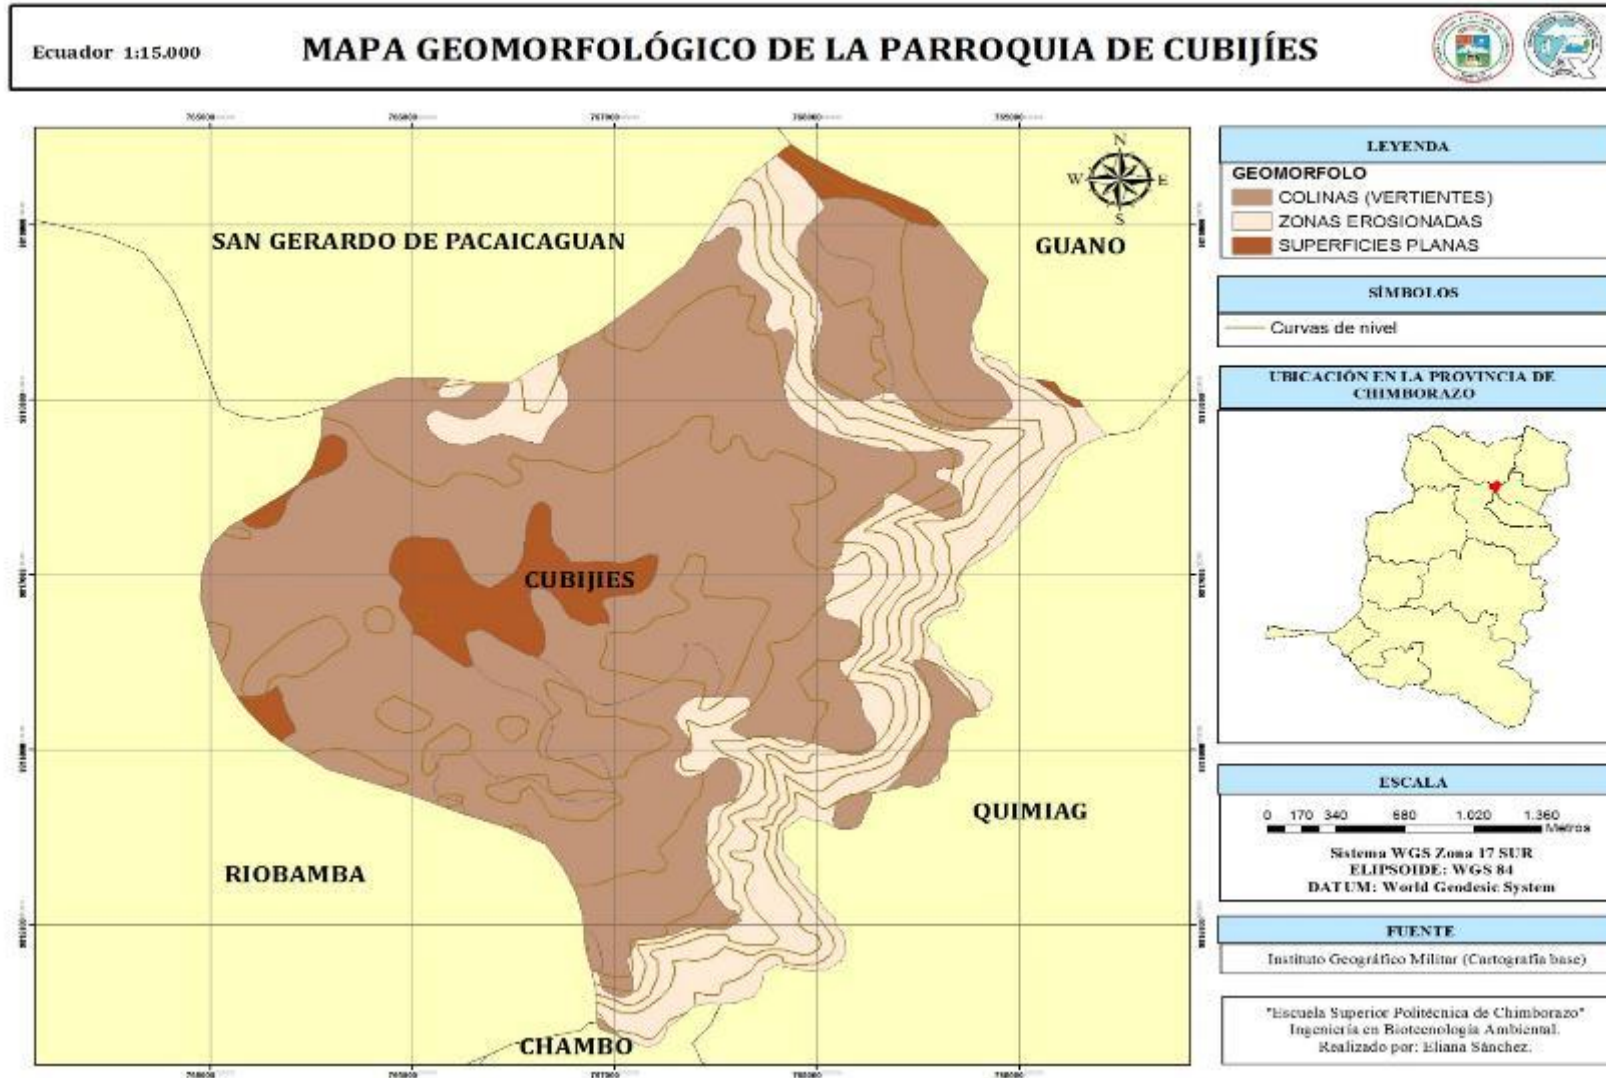 Ecuador 1:15.000
MAPA GEOMORFOLÓGICO DE LA PARROQUIA DE CUBIJÍES
N
W
E
S
SAN GERARDO DE PACAICAGUAN
GUANO
CUBIJIES
QUIMIAG
RIOBAMBA
CHAMBO
LEYENDA
GEOMORFOLO
COLINAS (VERTIENTES)
ZONAS EROSIONADAS
SUPERFICIES PLANAS
SÍMBOLOS
Curvas de nivel
UBICACIÓN EN LA PROVINCIA DE
CHIMBORAZO
ESCALA
0 170 340 680 1.020 1.360
Metros
Sistema WGS Zona 17 SUR
ELIPSOIDE: WGS 84
DATUM: World Geodesic System
FUENTE
Instituto Geográfico Militar (Cartografía base)
"Escuela Superior Politécnica de Chimborazo"
Ingeniería en Biotecnología Ambiental.
Realizado por: Eliana Sánchez.